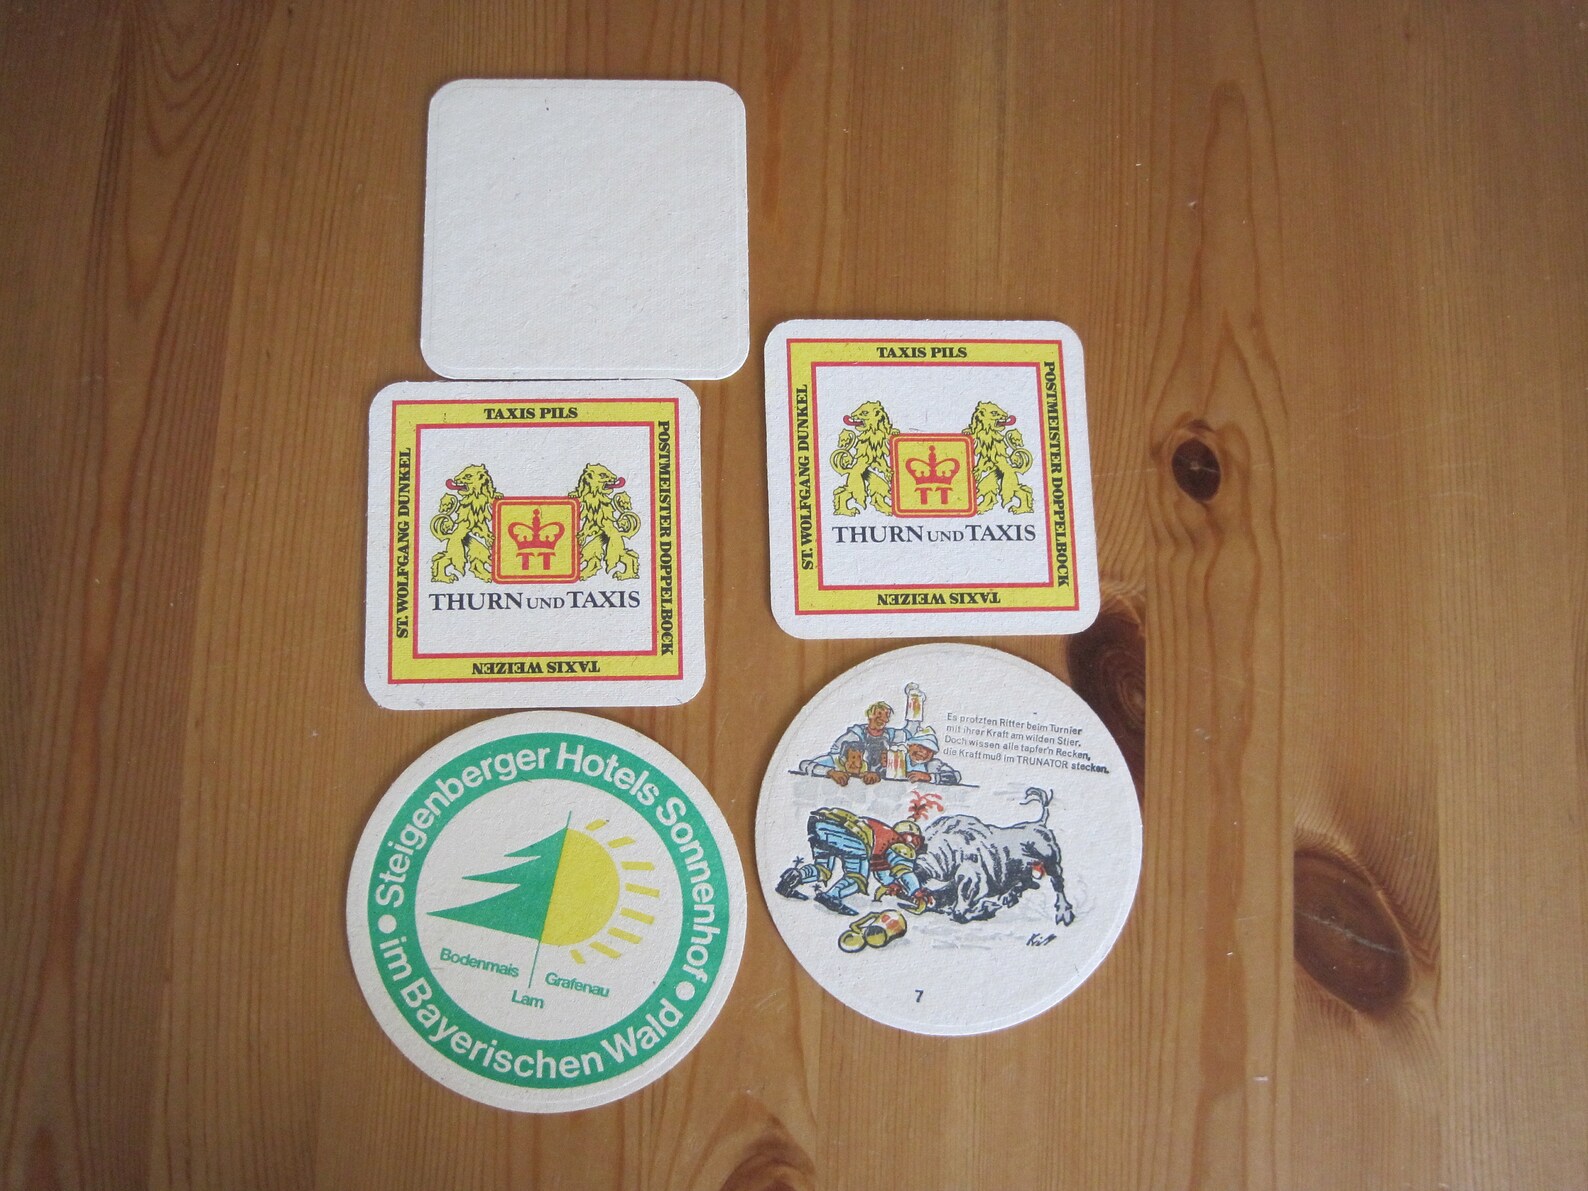 TAXIS PILS
POSTMEISTER DOPPELBOCK
TAXIS WEIZEN
ST. WOLFGANG DUNKEL
TT
THURN UND TAXIS
TAXIS PILS
POSTMEISTER DOPPELBOCK
TAXIS WEIZEN
ST. WOLFGANG DUNKEL
TT
THURN UND TAXIS
Steigenberger Hotels Sonnenhof
im Bayerischen Wald
Bodenmais
Grafenau
Lam
Es protzten Ritter beim Turnier
mit ihrer Kraft am wilden Stier.
Doch wissen alle tapfer'n Recken,
die Kraft muß im TRUNATOR stecken.
7